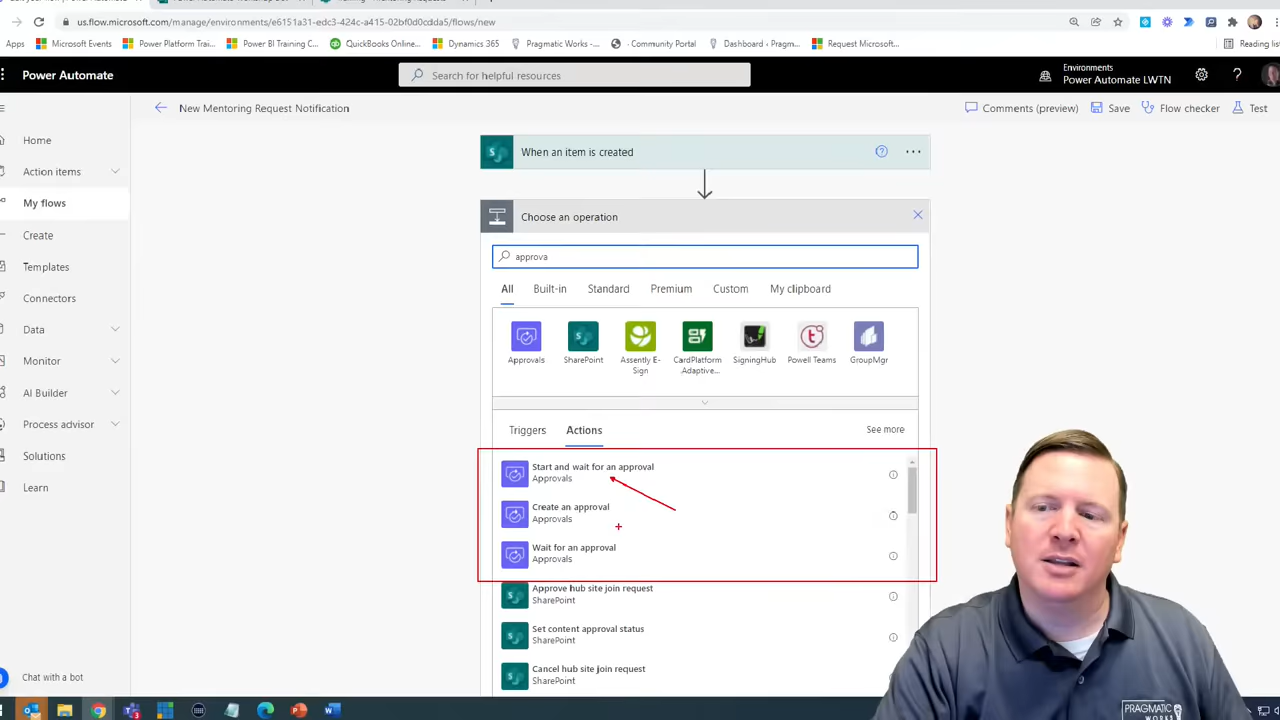 us.flow.microsoft.com/manage/environments/e6151a31-edc3-424c-a415-02bf0d0cdda5/flows/new
Apps
Microsoft Events
Power Platform Trai...
Power BI Training C...
QuickBooks Online...
Dynamics 365
Pragmatic Works -...
· Community Portal
Dashboard ‹ Pragm...
Request Microsof...
Reading list
Power Automate
Search for helpful resources
Environments
Power Automate LWTN
New Mentoring Request Notification
Comments (preview)
Save
Flow checker
Test
Home
Action items
My flows
Create
Templates
Connectors
Data
Monitor
AI Builder
Process advisor
Solutions
Learn
Chat with a bot
When an item is created
Choose an operation
approva
All
Built-in
Standard
Premium
Custom
My clipboard
Approvals
SharePoint
Assently E-
Sign
CardPlatform
Adaptive...
SigningHub
Powell Teams
GroupMgr
Triggers
Actions
See more
Start and wait for an approval
Approvals
Create an approval
Approvals
Wait for an approval
Approvals
Approve hub site join request
SharePoint
Set content approval status
SharePoint
Cancel hub site join request
SharePoint
PRAGMATIC
WORKS